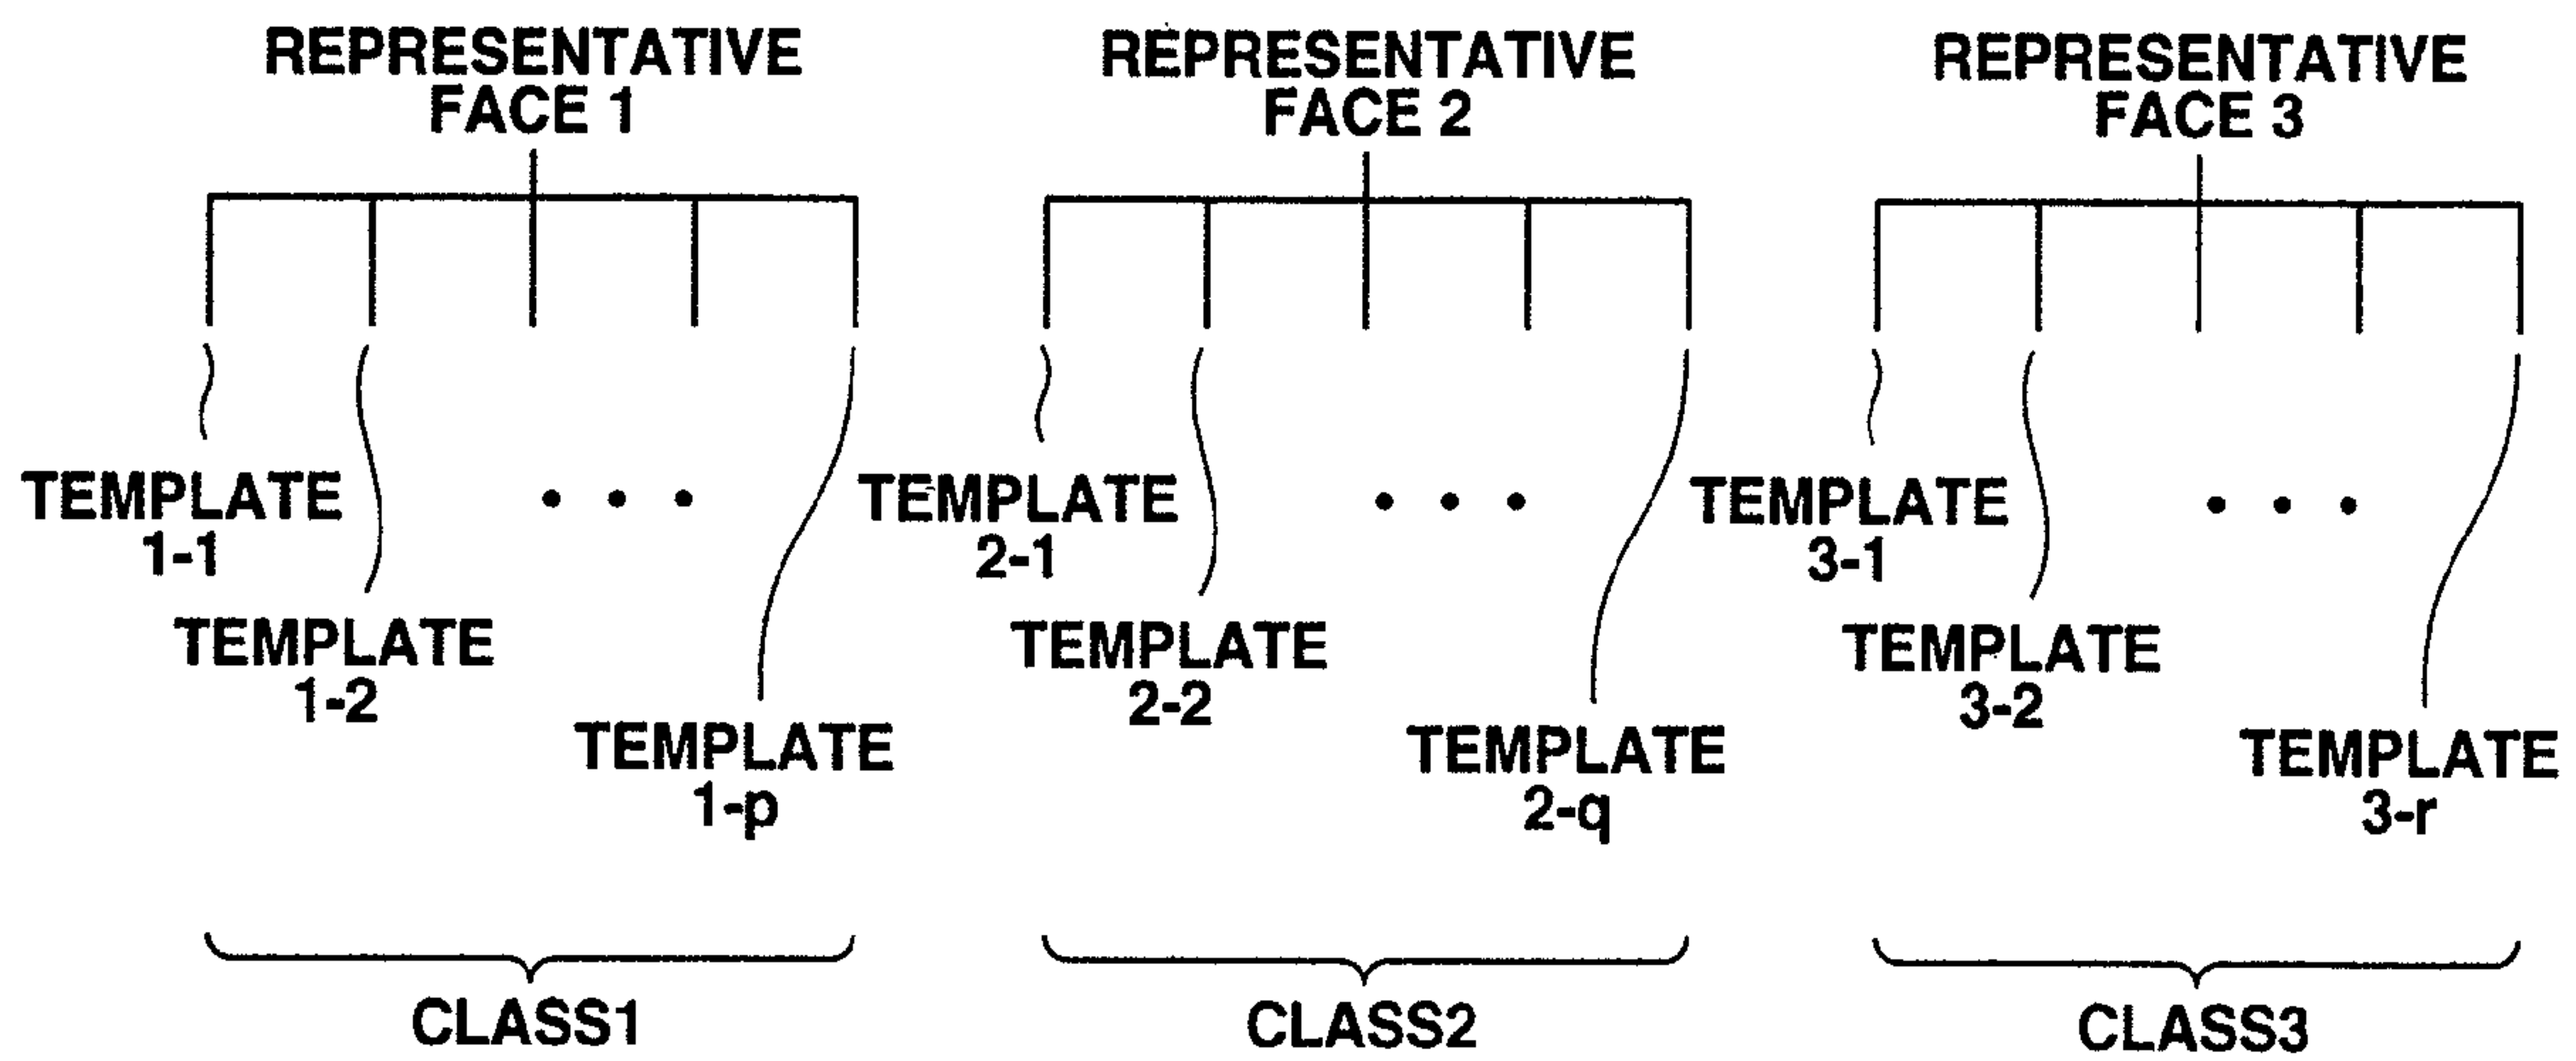 REPRESENTATIVE
FACE 1
REPRESENTATIVE
FACE 2
REPRESENTATIVE
FACE 3
TEMPLATE
1-1
TEMPLATE
1-2
• • •
TEMPLATE
1-p
TEMPLATE
2-1
TEMPLATE
2-2
• • •
TEMPLATE
2-q
TEMPLATE
3-1
TEMPLATE
3-2
• • •
TEMPLATE
3-r
CLASS1
CLASS2
CLASS3